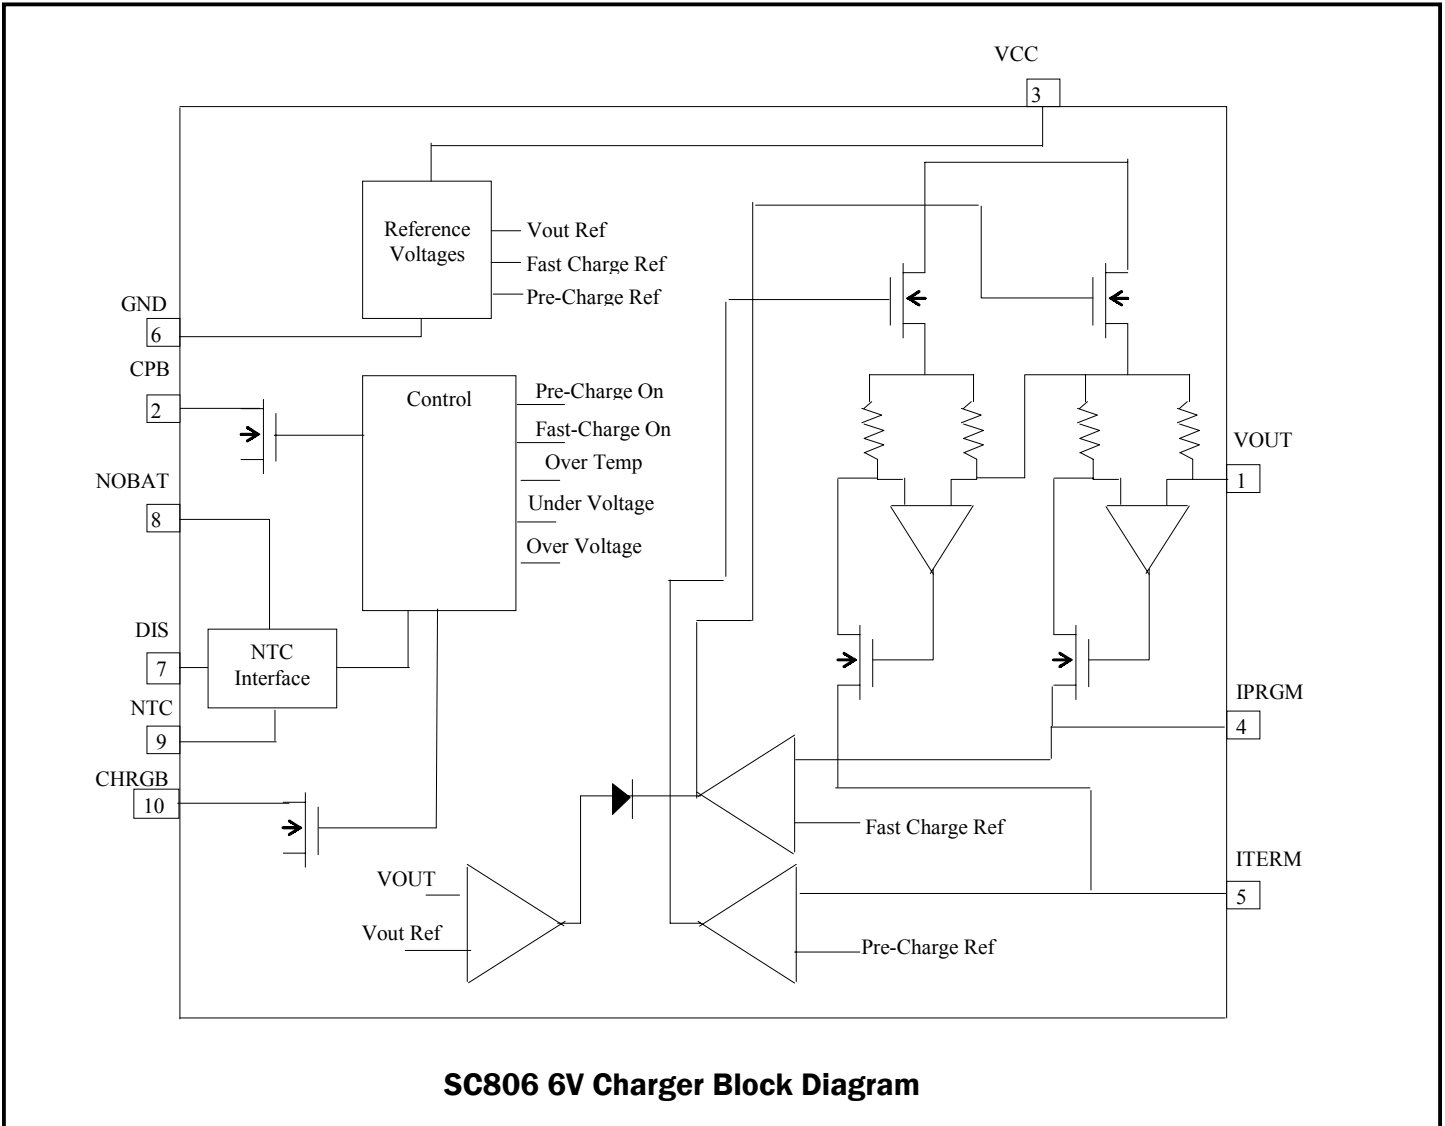 VCC
3
Reference
Voltages
Vout Ref
Fast Charge Ref
Pre-Charge Ref
GND
6
CPB
2
Control
Pre-Charge On
Fast-Charge On
Over Temp
Under Voltage
Over Voltage
NOBAT
8
VOUT
1
DIS
7
NTC
Interface
NTC
9
IPRGM
4
CHRGB
10
Fast Charge Ref
ITERM
5
VOUT
Vout Ref
Pre-Charge Ref
SC806 6V Charger Block Diagram